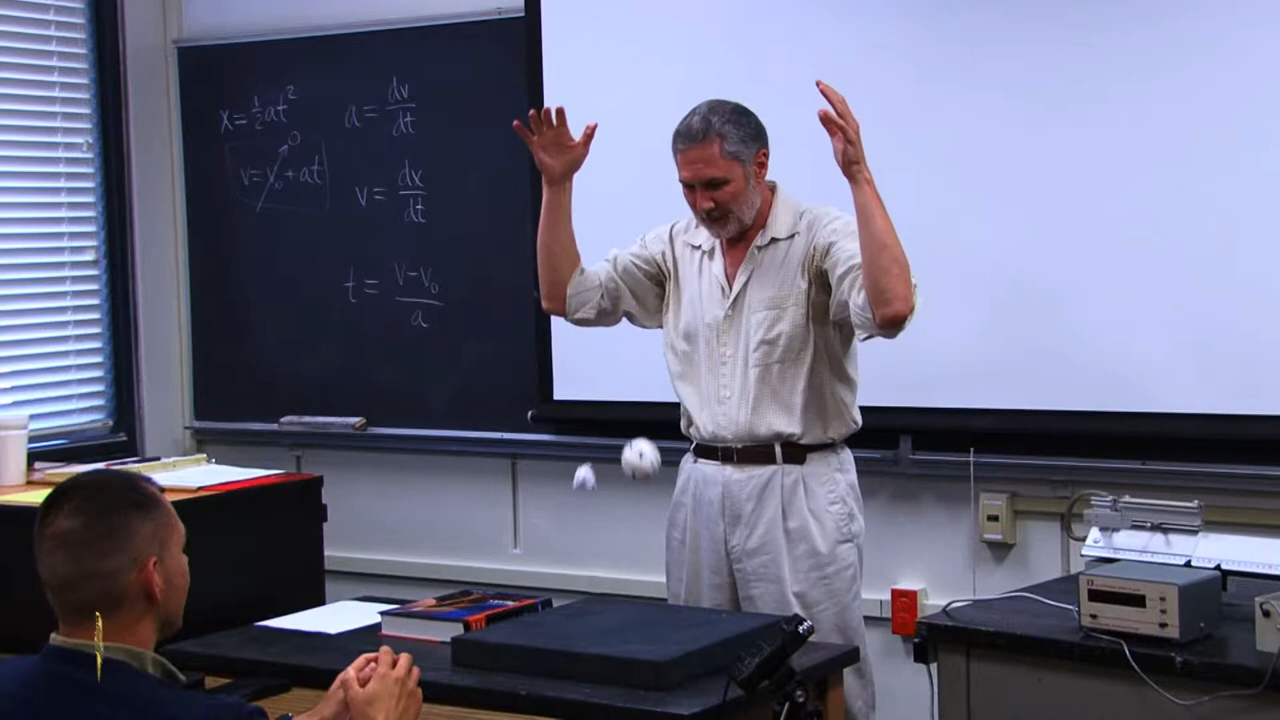 x = ½at²
a = dv/dt
0
v = v₀ + at
v = dx/dt
t = v - v₀ / a